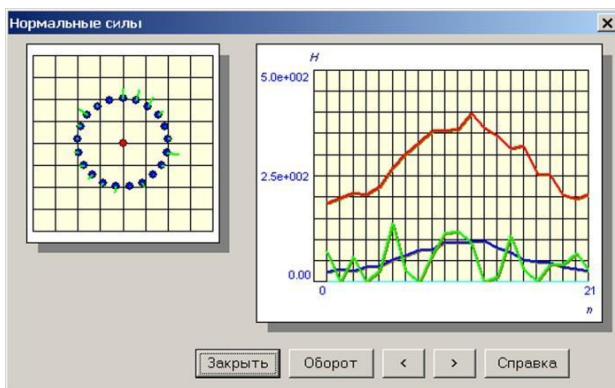 Нормальные силы
H
5.0e+002
2.5e+002
0.00
0
21
n
Закрыть
Оборот
<
>
Справка